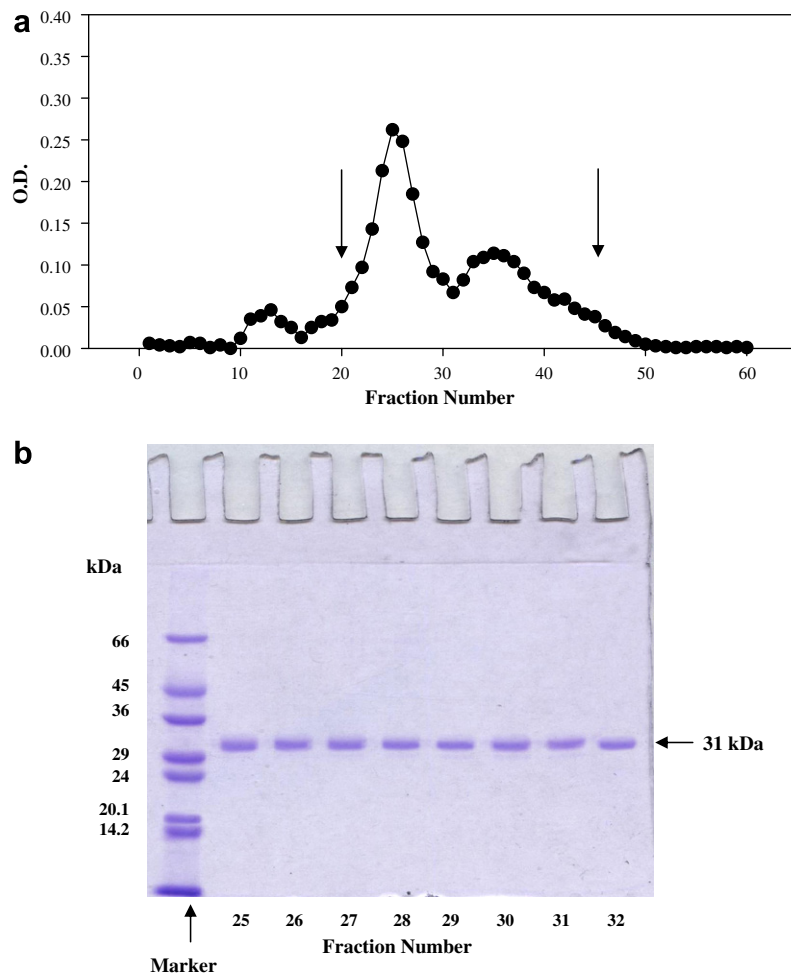 a
0.40
0.35
0.30
0.25
0.20
0.15
0.10
0.05
0.00
O.D.
0 10 20 30 40 50 60
Fraction Number
b
kDa
66
45
36
29
24
20.1
14.2
31 kDa
25 26 27 28 29 30 31 32
Fraction Number
Marker